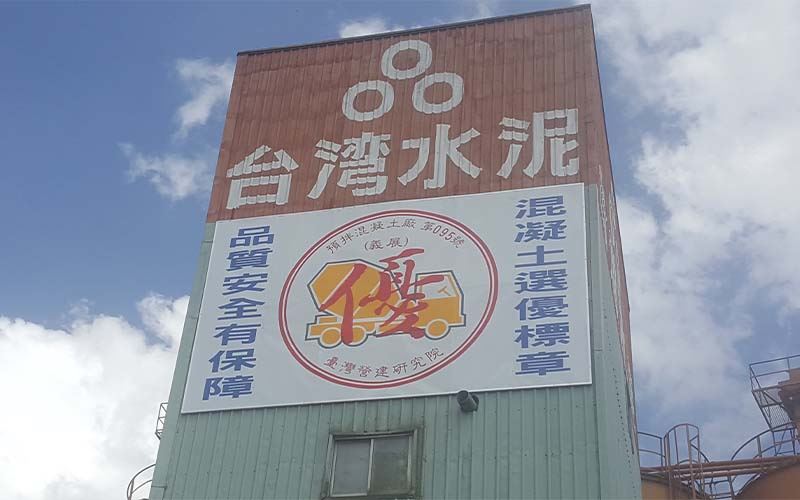 台湾水泥
混凝土選優標章
預拌混凝土廠 第095號
(義展)
優
臺灣營建研究院
品質安全有保障